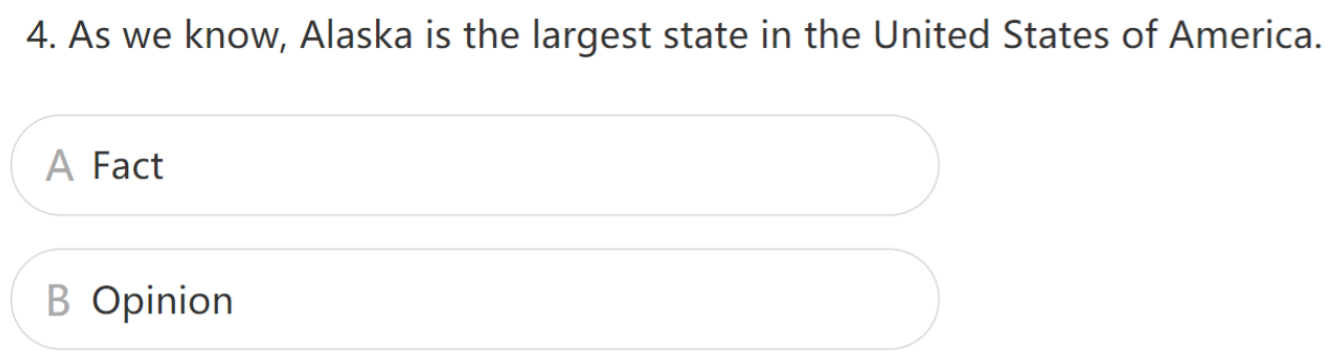 4. As we know, Alaska is the largest state in the United States of America.
A Fact
B Opinion